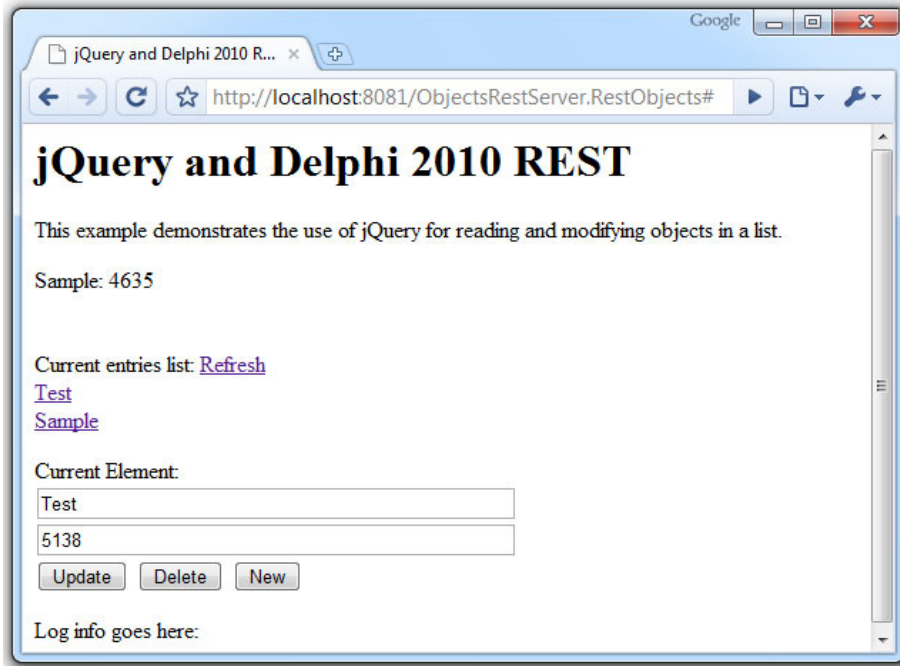 Google
jQuery and Delphi 2010 R...
http://localhost:8081/ObjectsRestServer.RestObjects#
jQuery and Delphi 2010 REST
This example demonstrates the use of jQuery for reading and modifying objects in a list.
Sample: 4635
Current entries list: Refresh
Test
Sample
Current Element:
Test
5138
Update Delete New
Log info goes here: